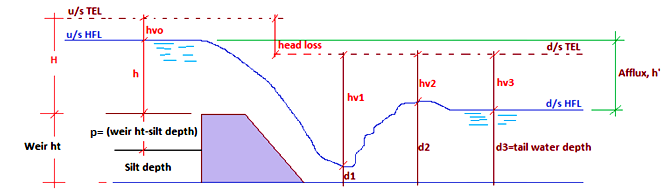 u/s TEL
hvo
u/s HFL
head loss
d/s TEL
H
h
hv1
hv2
hv3
Afflux, h'
d/s HFL
p= (weir ht-silt depth)
Weir ht
Silt depth
d1
d2
d3=tail water depth